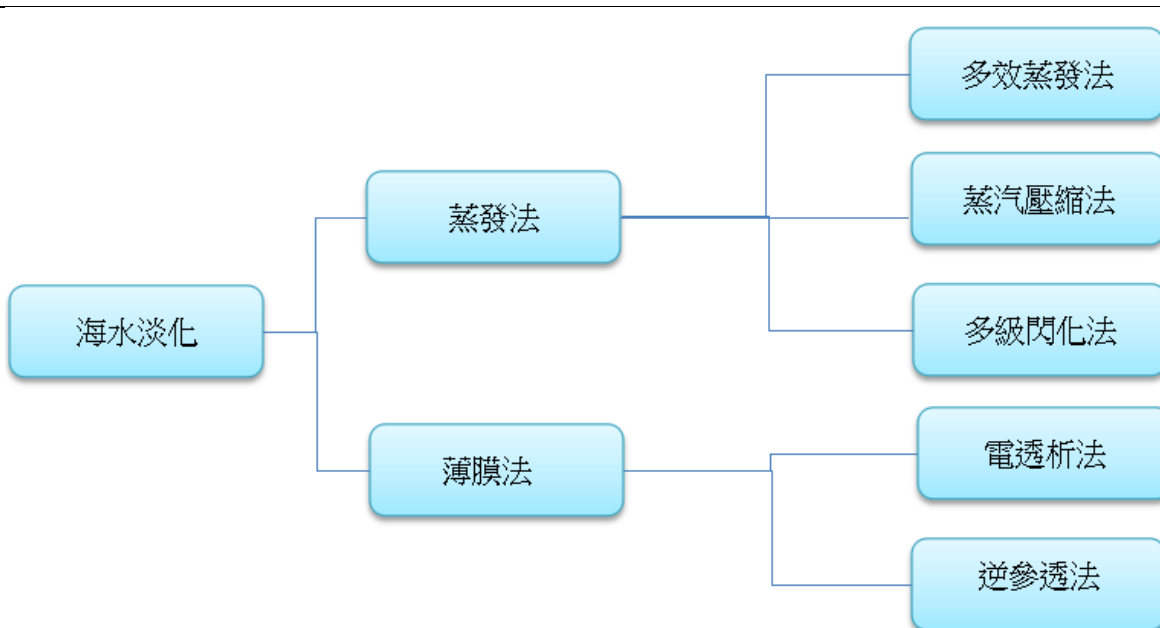 海水淡化
蒸發法
薄膜法
多效蒸發法
蒸汽壓縮法
多級閃化法
電透析法
逆參透法